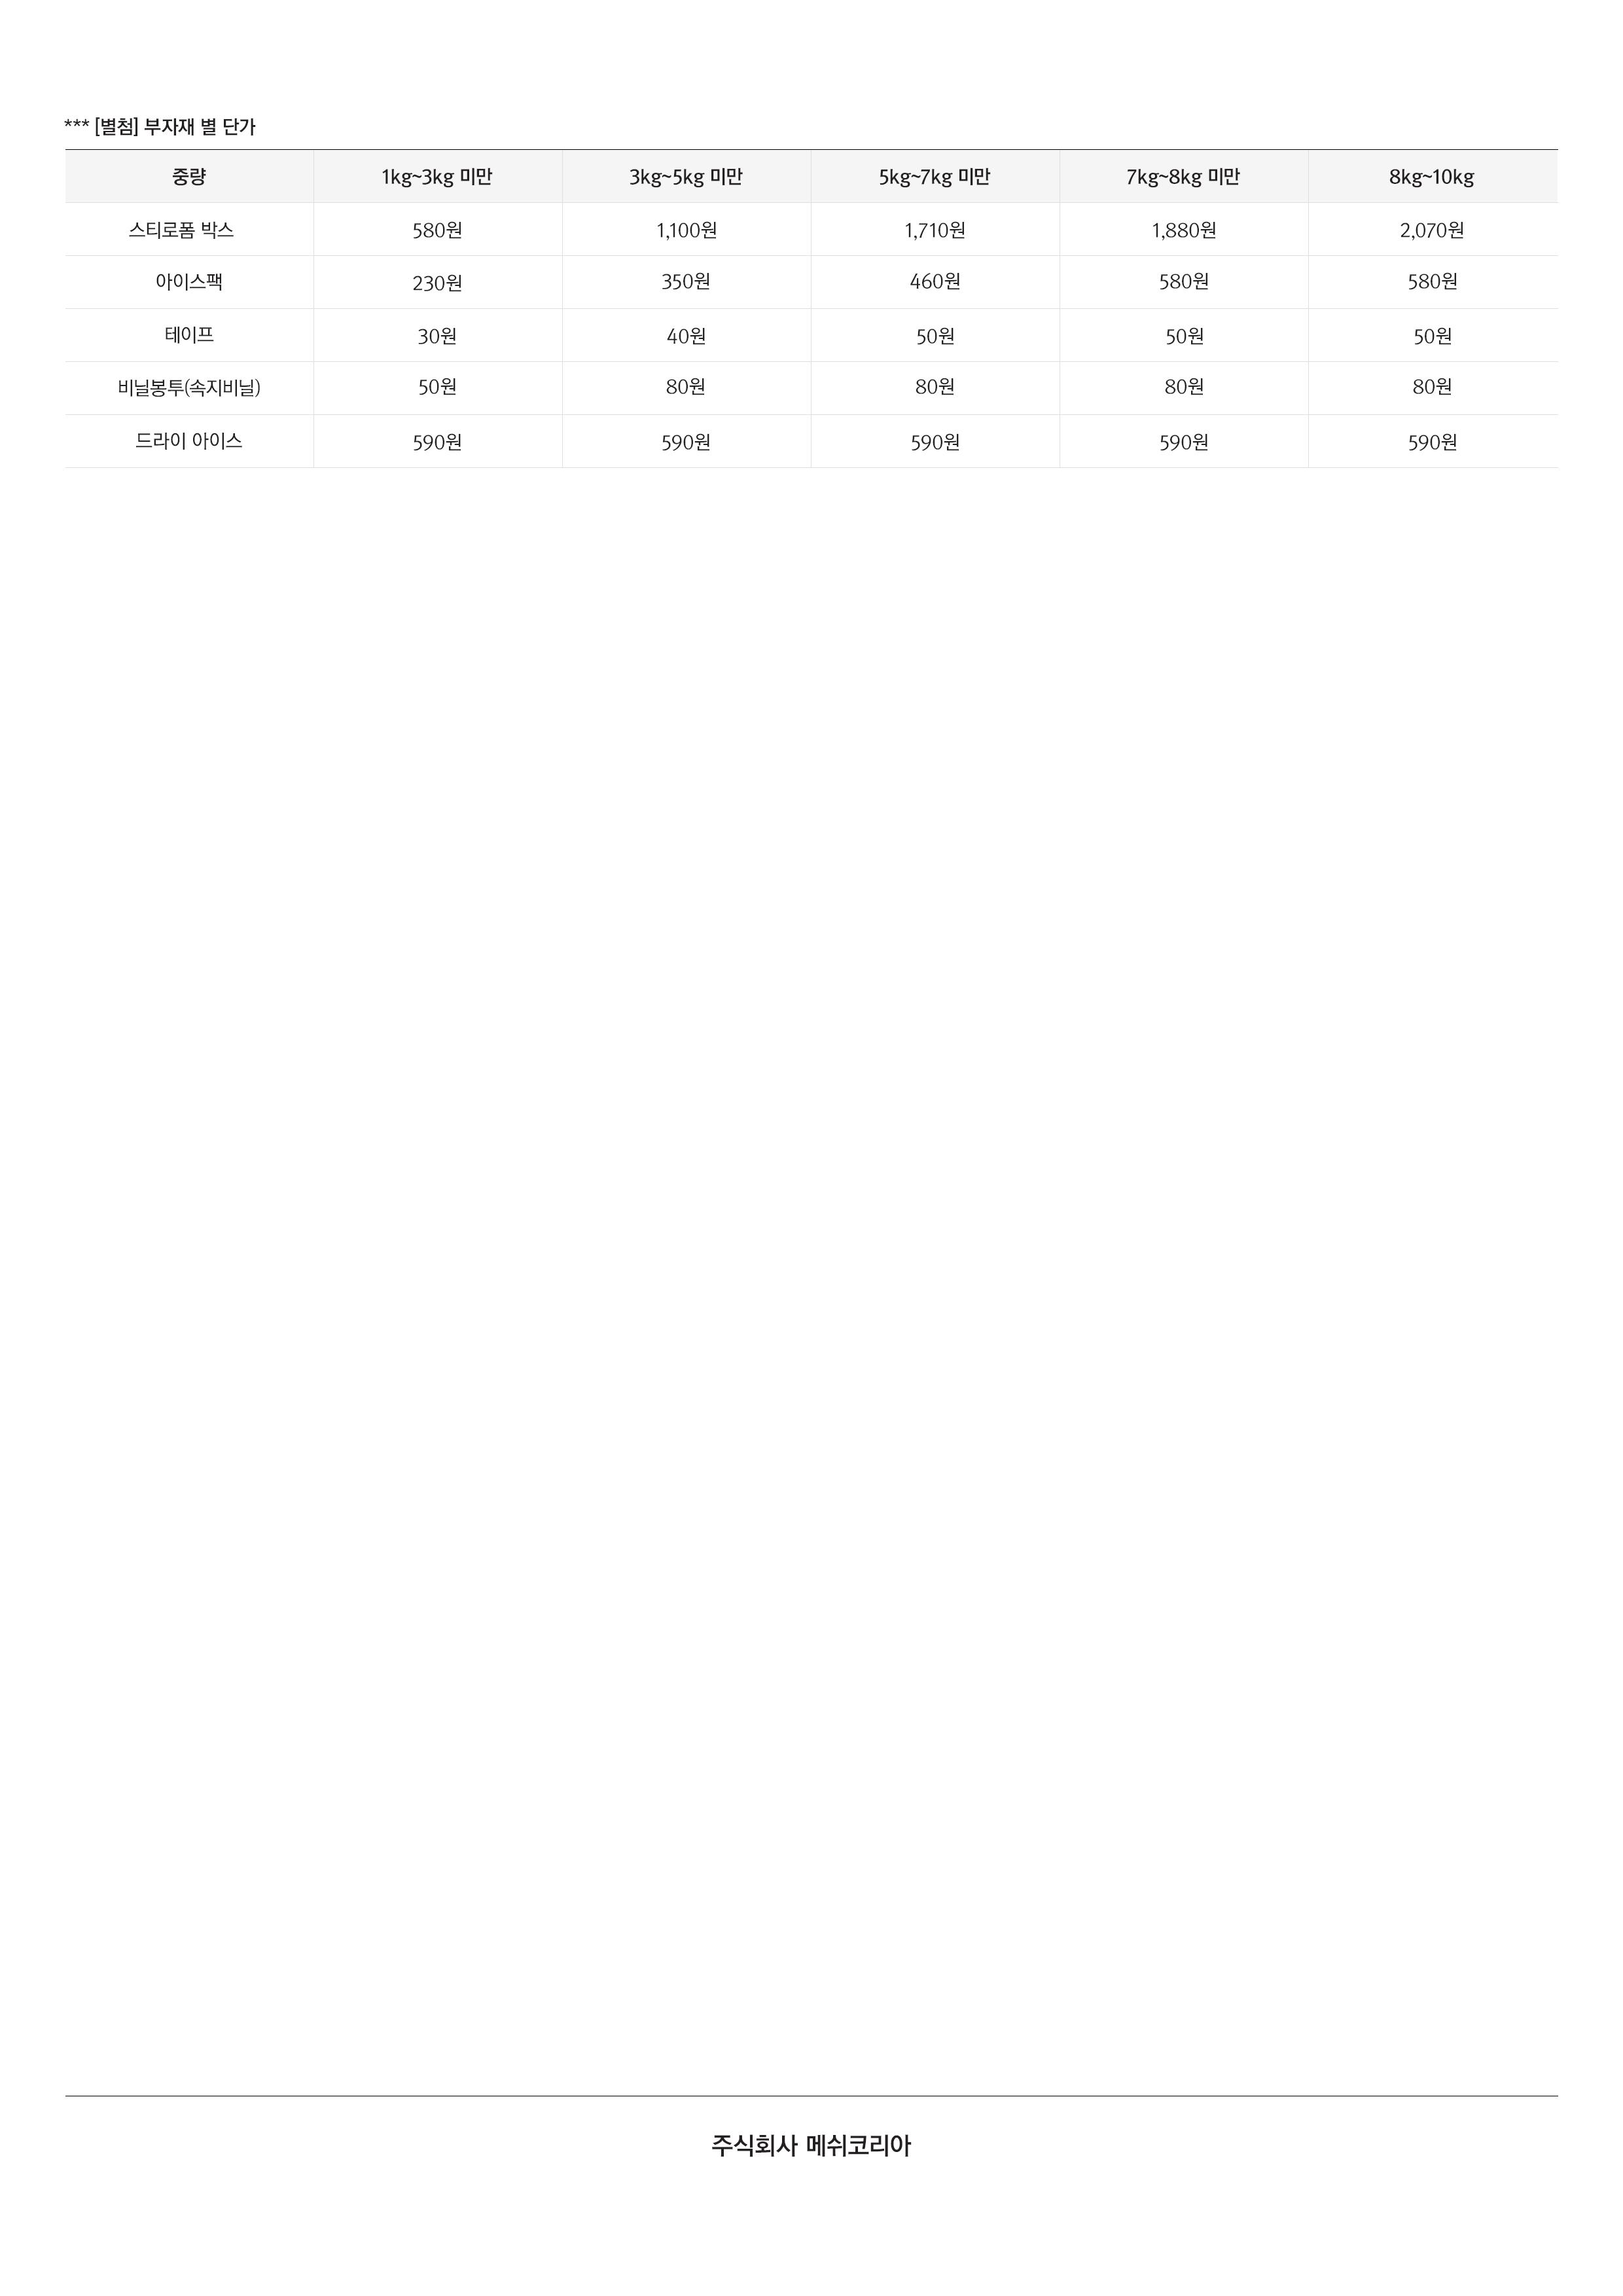 *** [별첨] 부자재 별 단가
중량 1kg~3kg 미만 3kg~5kg 미만 5kg~7kg 미만 7kg~8kg 미만 8kg~10kg
스티로폼 박스 580원 1,100원 1,710원 1,880원 2,070원
아이스팩 230원 350원 460원 580원 580원
테이프 30원 40원 50원 50원 50원
비닐봉투(속지비닐) 50원 80원 80원 80원 80원
드라이 아이스 590원 590원 590원 590원 590원
주식회사 메쉬코리아